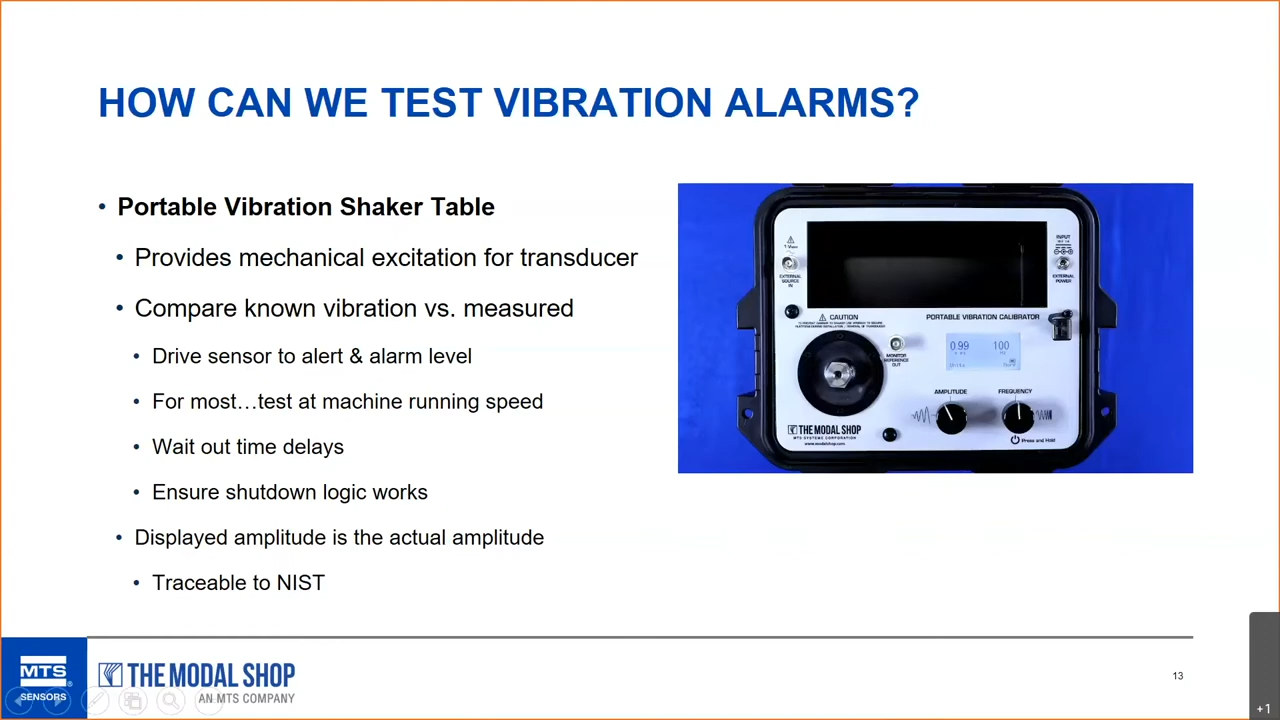 HOW CAN WE TEST VIBRATION ALARMS?
• Portable Vibration Shaker Table
• Provides mechanical excitation for transducer
• Compare known vibration vs. measured
• Drive sensor to alert & alarm level
• For most…test at machine running speed
• Wait out time delays
• Ensure shutdown logic works
• Displayed amplitude is the actual amplitude
• Traceable to NIST
EXTERNAL
SOURCE
IN
INPUT
EXTERNAL
POWER
CAUTION
PORTABLE VIBRATION CALIBRATOR
MONITOR
REFERENCE
OUT
0.99 100
Units
AMPLITUDE FREQUENCY
THE MODAL SHOP
MTS SYSTEMS CORPORATION
www.modalshop.com
Press and Hold
MTS®
SENSORS
THE MODAL SHOP
AN MTS COMPANY
13
+1